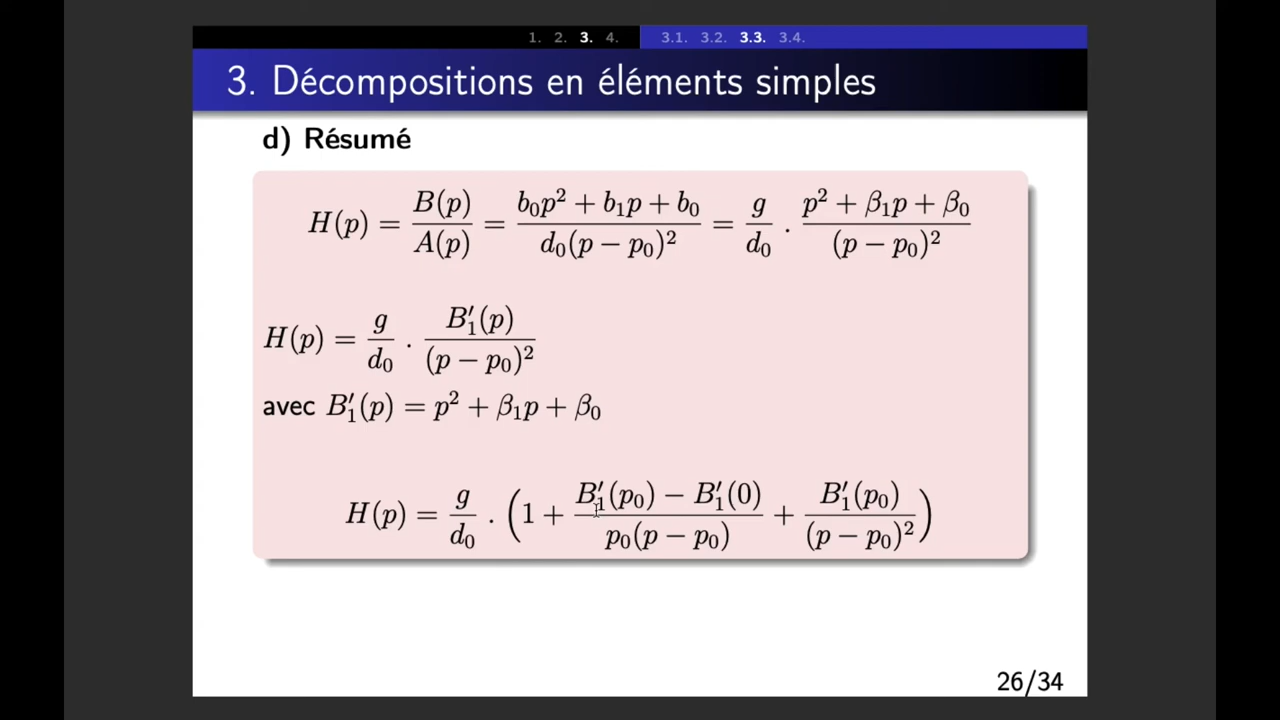 1. 2. 3. 4. 3.1. 3.2. 3.3. 3.4.
3. Décompositions en éléments simples
d) Résumé
H(p) = B(p)/A(p) = (b₀p² + b₁p + b₀)/(d₀(p − p₀)²) = g/d₀ . (p² + β₁p + β₀)/((p − p₀)²)
H(p) = g/d₀ . B′₁(p)/((p − p₀)²)
avec B′₁(p) = p² + β₁p + β₀
H(p) = g/d₀ . (1 + (B′₁(p₀) − B′₁(0))/(p₀(p − p₀)) + B′₁(p₀)/((p − p₀)²))
26/34